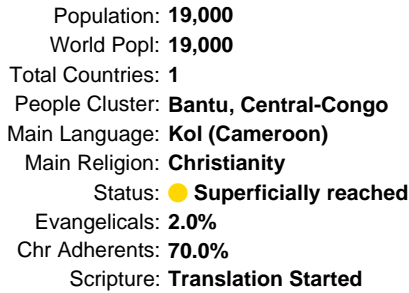 Population: 19,000
World Popl: 19,000
Total Countries: 1
People Cluster: Bantu, Central-Congo
Main Language: Kol (Cameroon)
Main Religion: Christianity
Status: Superficially reached
Evangelicals: 2.0%
Chr Adherents: 70.0%
Scripture: Translation Started